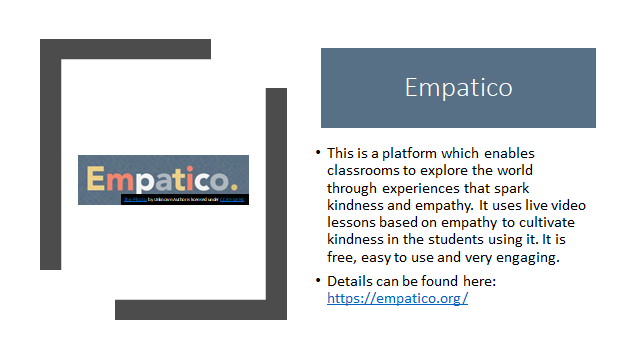 Empatico
Empatico.
This Photo by Unknown Author is licensed under
• This is a platform which enables
classrooms to explore the world
through experiences that spark
kindness and empathy. It uses live video
lessons based on empathy to cultivate
kindness in the students using it. It is
free, easy to use and very engaging.
• Details can be found here:
https://empatico.org/